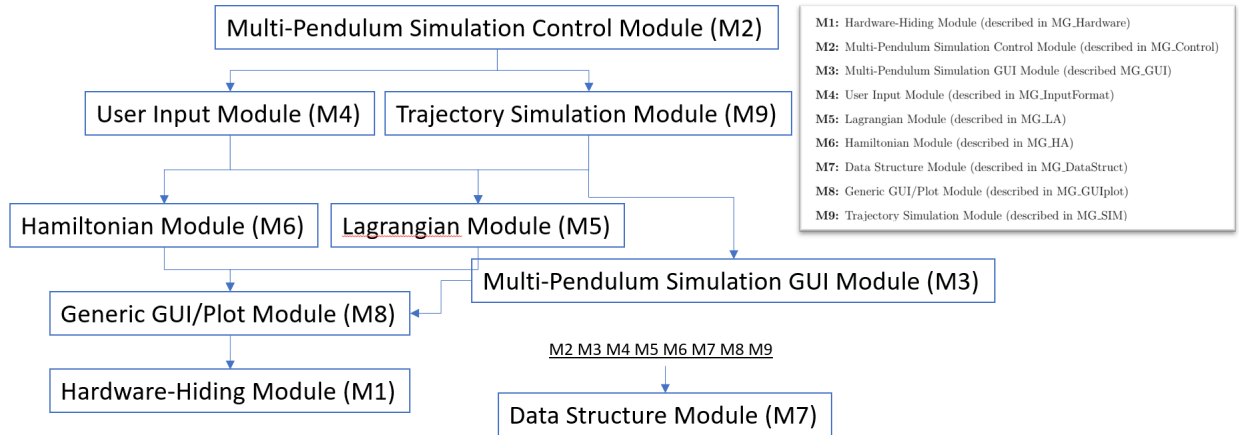 Multi-Pendulum Simulation Control Module (M2)
User Input Module (M4)
Trajectory Simulation Module (M9)
Hamiltonian Module (M6)
Lagrangian Module (M5)
Multi-Pendulum Simulation GUI Module (M3)
Generic GUI/Plot Module (M8)
Hardware-Hiding Module (M1)
M2 M3 M4 M5 M6 M7 M8 M9
Data Structure Module (M7)
M1: Hardware-Hiding Module (described in MG_Hardware)
M2: Multi-Pendulum Simulation Control Module (described in MG_Control)
M3: Multi-Pendulum Simulation GUI Module (described MG_GUI)
M4: User Input Module (described in MG_InputFormat)
M5: Lagrangian Module (described in MG_LA)
M6: Hamiltonian Module (described in MG_HA)
M7: Data Structure Module (described in MG_DataStruct)
M8: Generic GUI/Plot Module (described in MG_GUIplot)
M9: Trajectory Simulation Module (described in MG_SIM)